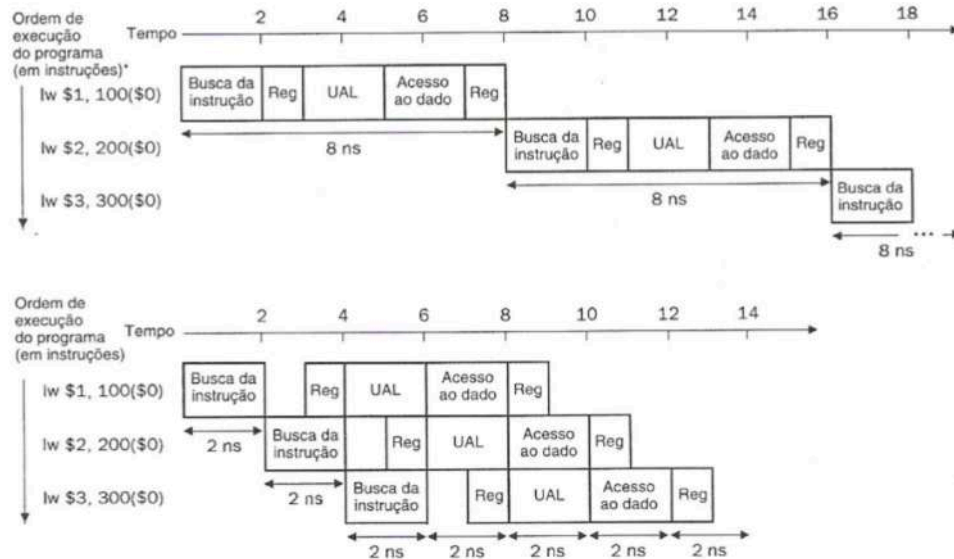 Ordem de
execução
do programa
(em instruções)*
Tempo
2 4 6 8 10 12 14 16 18
lw $1, 100($0)
Busca da
instrução
Reg
UAL
Acesso
ao dado
Reg
8 ns
lw $2, 200($0)
Busca da
instrução
Reg
UAL
Acesso
ao dado
Reg
8 ns
lw $3, 300($0)
Busca da
instrução
...
8 ns
Ordem de
execução
do programa
(em instruções)
Tempo
2 4 6 8 10 12 14
lw $1, 100($0)
Busca da
instrução
Reg
UAL
Acesso
ao dado
Reg
2 ns
lw $2, 200($0)
Busca da
instrução
Reg
UAL
Acesso
ao dado
Reg
2 ns
lw $3, 300($0)
Busca da
instrução
Reg
UAL
Acesso
ao dado
Reg
2 ns 2 ns 2 ns 2 ns 2 ns